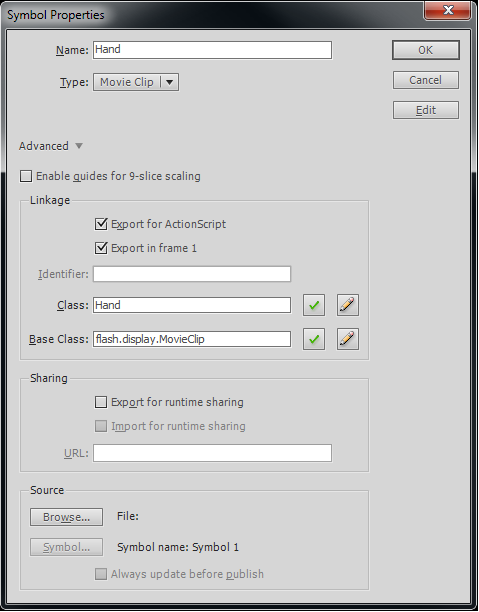 Symbol Properties
Name: Hand
OK
Type: Movie Clip
Cancel
Edit
Advanced
Enable guides for 9-slice scaling
Linkage
Export for ActionScript
Export in frame 1
Identifier:
Class: Hand
Base Class: flash.display.MovieClip
Sharing
Export for runtime sharing
Import for runtime sharing
URL:
Source
Browse... File:
Symbol... Symbol name: Symbol 1
Always update before publish